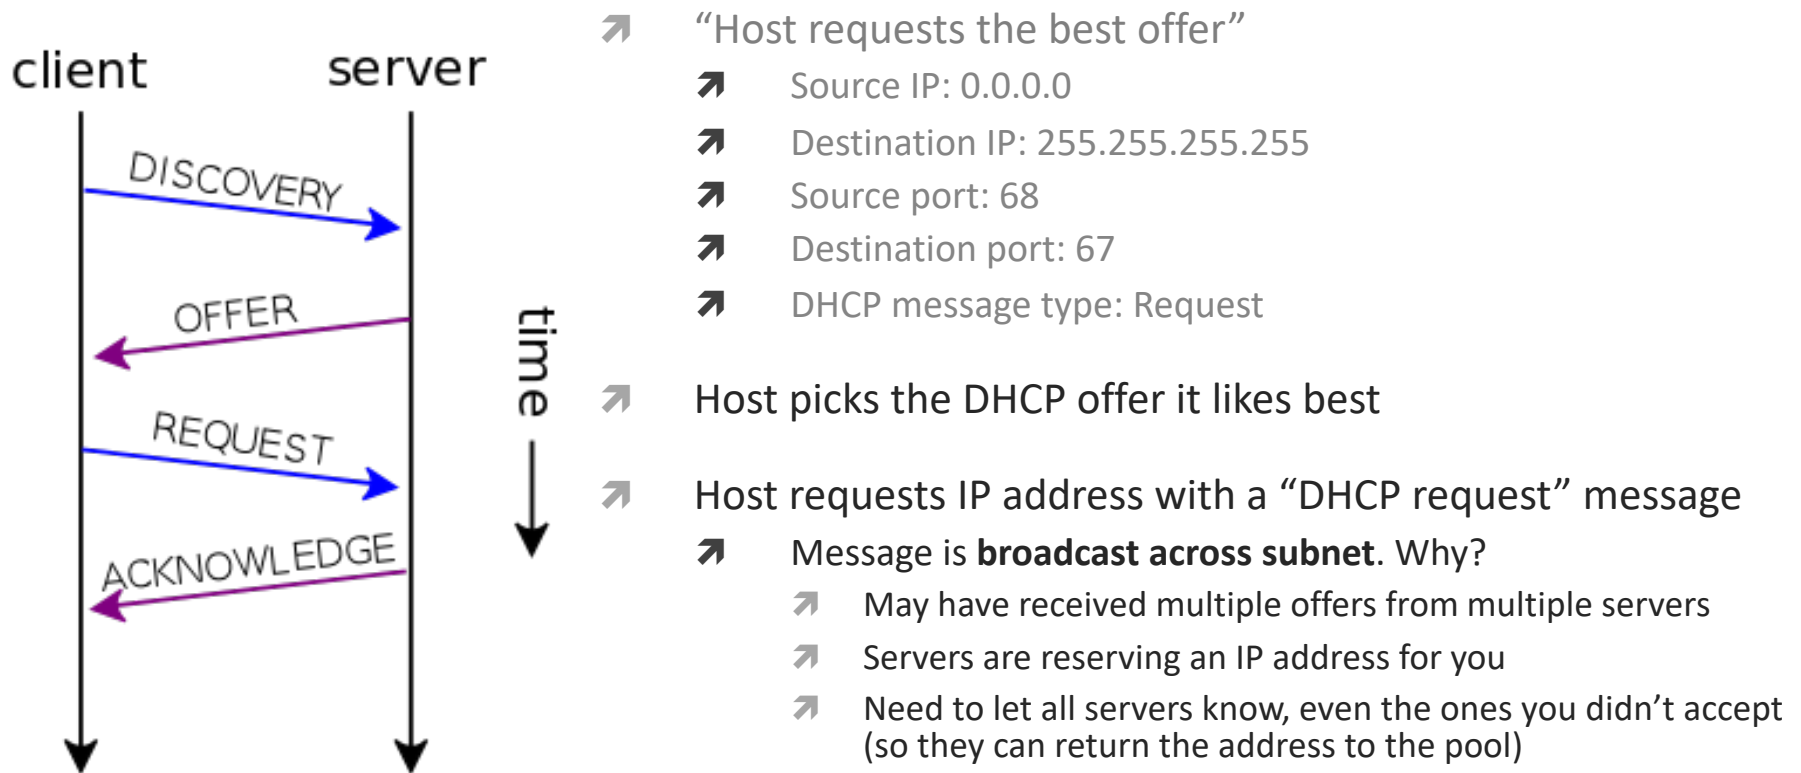 client
server
DISCOVERY
OFFER
REQUEST
ACKNOWLEDGE
time
“Host requests the best offer”
Source IP: 0.0.0.0
Destination IP: 255.255.255.255
Source port: 68
Destination port: 67
DHCP message type: Request
Host picks the DHCP offer it likes best
Host requests IP address with a “DHCP request” message
Message is broadcast across subnet. Why?
May have received multiple offers from multiple servers
Servers are reserving an IP address for you
Need to let all servers know, even the ones you didn’t accept
(so they can return the address to the pool)